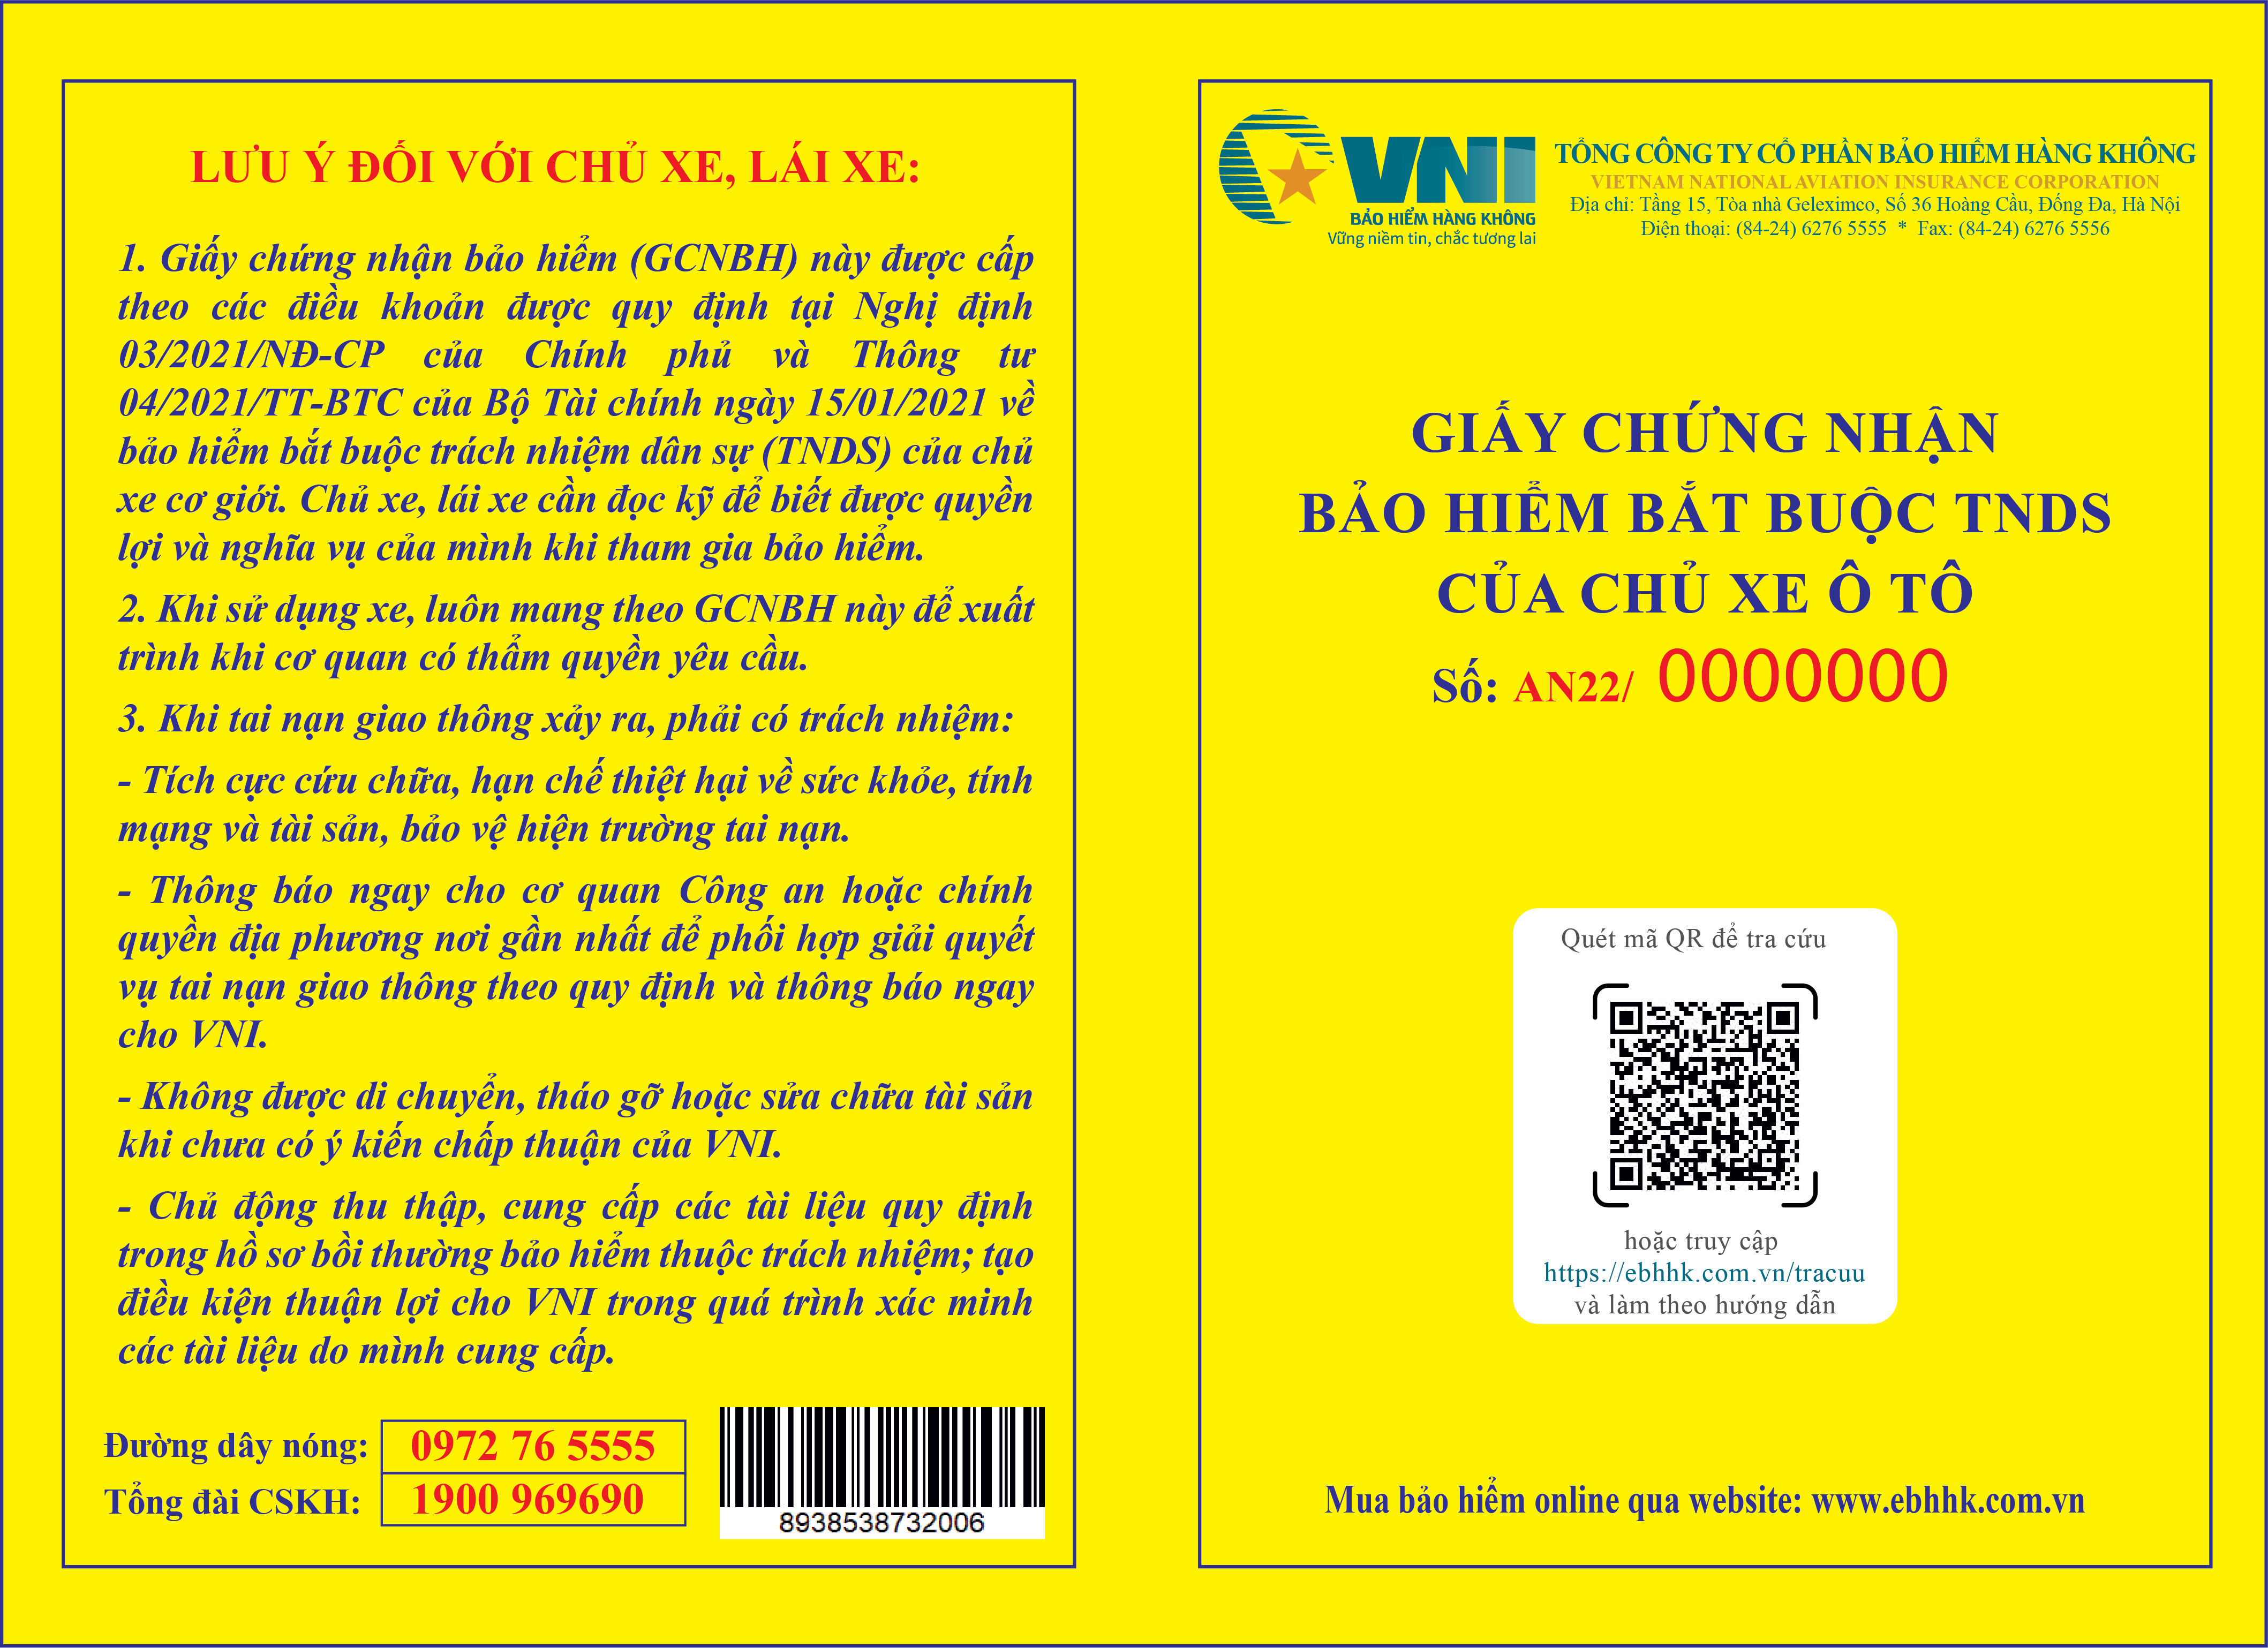 LƯU Ý ĐỐI VỚI CHỦ XE, LÁI XE:
1. Giấy chứng nhận bảo hiểm (GCNBH) này được cấp
theo các điều khoản được quy định tại Nghị định
03/2021/NĐ-CP của Chính phủ và Thông tư
04/2021/TT-BTC của Bộ Tài chính ngày 15/01/2021 về
bảo hiểm bắt buộc trách nhiệm dân sự (TNDS) của chủ
xe cơ giới. Chủ xe, lái xe cần đọc kỹ để biết được quyền
lợi và nghĩa vụ của mình khi tham gia bảo hiểm.
2. Khi sử dụng xe, luôn mang theo GCNBH này để xuất
trình khi cơ quan có thẩm quyền yêu cầu.
3. Khi tai nạn giao thông xảy ra, phải có trách nhiệm:
- Tích cực cứu chữa, hạn chế thiệt hại về sức khỏe, tính
mạng và tài sản, bảo vệ hiện trường tai nạn.
- Thông báo ngay cho cơ quan Công an hoặc chính
quyền địa phương nơi gần nhất để phối hợp giải quyết
vụ tai nạn giao thông theo quy định và thông báo ngay
cho VNI.
- Không được di chuyển, tháo gỡ hoặc sửa chữa tài sản
khi chưa có ý kiến chấp thuận của VNI.
- Chủ động thu thập, cung cấp các tài liệu quy định
trong hồ sơ bồi thường bảo hiểm thuộc trách nhiệm; tạo
điều kiện thuận lợi cho VNI trong quá trình xác minh
các tài liệu do mình cung cấp.
Đường dây nóng: 0972 76 5555
Tổng đài CSKH: 1900 969690
8938538732006
VNI
BẢO HIỂM HÀNG KHÔNG
Vững niềm tin, chắc tương lai
TỔNG CÔNG TY CỔ PHẦN BẢO HIỂM HÀNG KHÔNG
VIETNAM NATIONAL AVIATION INSURANCE CORPORATION
Địa chỉ: Tầng 15, Tòa nhà Geleximco, Số 36 Hoàng Cầu, Đống Đa, Hà Nội
Điện thoại: (84-24) 6276 5555 * Fax: (84-24) 6276 5556
GIẤY CHỨNG NHẬN
BẢO HIỂM BẮT BUỘC TNDS
CỦA CHỦ XE Ô TÔ
Số: AN22/ 0000000
Quét mã QR để tra cứu
hoặc truy cập
https://ebhhk.com.vn/tracuu
và làm theo hướng dẫn
Mua bảo hiểm online qua website: www.ebhhk.com.vn